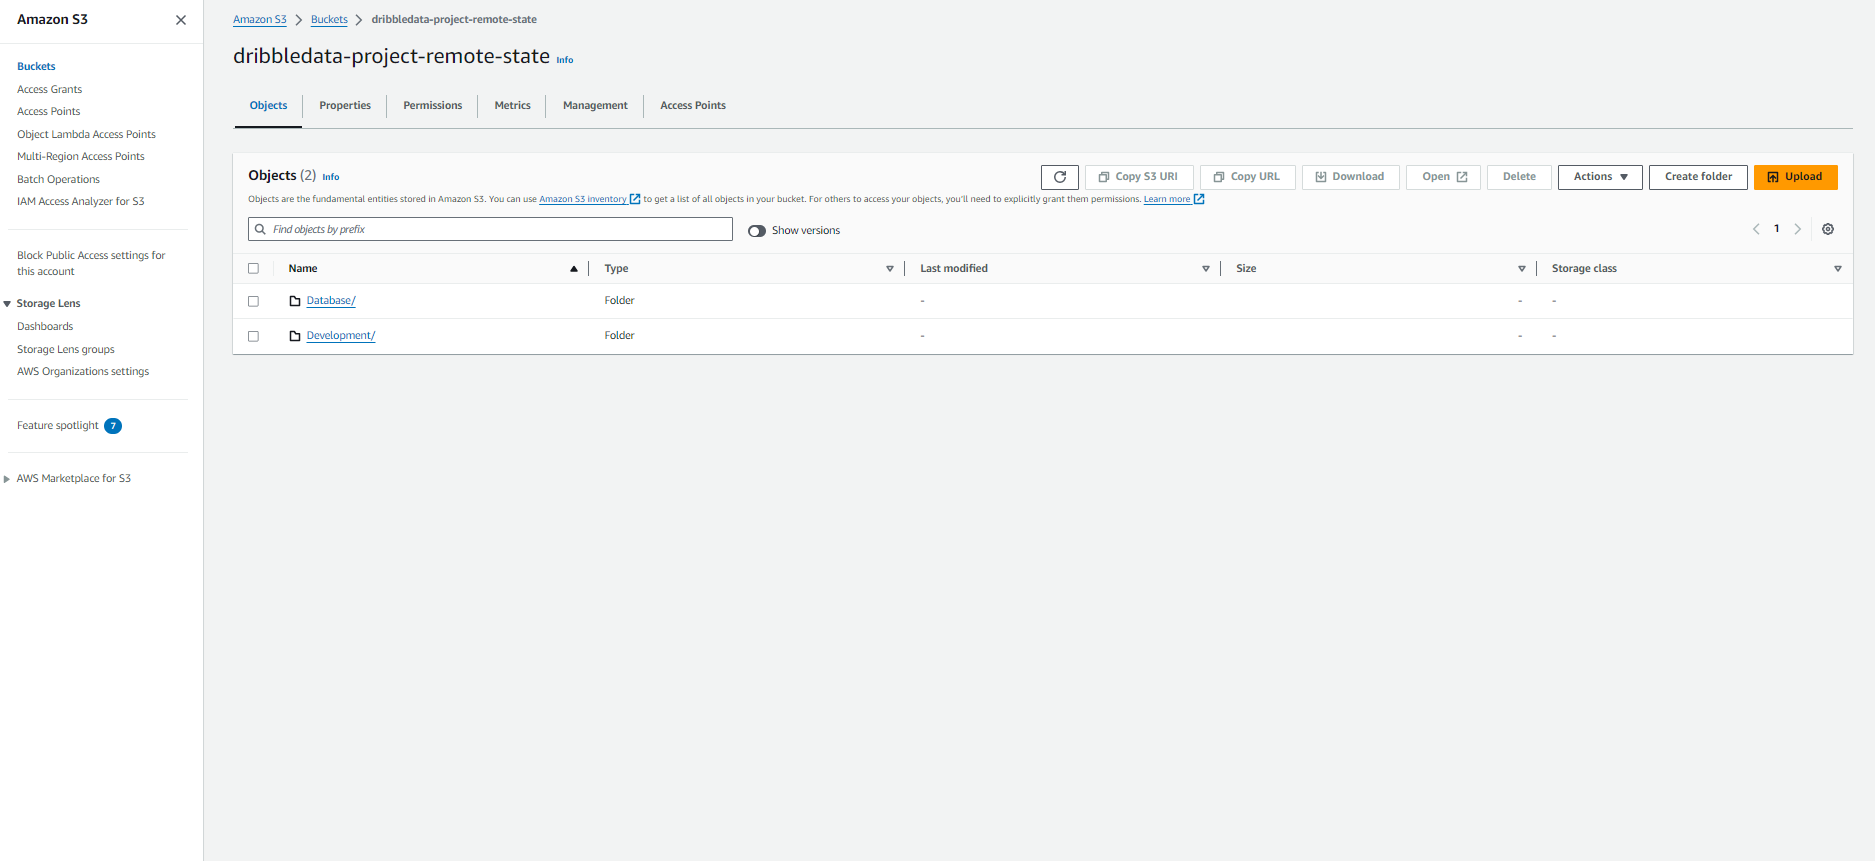 Amazon S3
Buckets
Access Grants
Access Points
Object Lambda Access Points
Multi-Region Access Points
Batch Operations
IAM Access Analyzer for S3
Block Public Access settings for
this account
Storage Lens
Dashboards
Storage Lens groups
AWS Organizations settings
Feature spotlight 7
AWS Marketplace for S3
Amazon S3 Buckets dribbledata-project-remote-state
dribbledata-project-remote-state Info
Objects Properties Permissions Metrics Management Access Points
Objects (2) Info Copy S3 URI Copy URL Download Open Delete Actions Create folder Upload
Objects are the fundamental entities stored in Amazon S3. You can use Amazon S3 inventory to get a list of all objects in your bucket. For others to access your objects, you'll need to explicitly grant them permissions. Learn more
Find objects by prefix Show versions 1
Name Type Last modified Size Storage class
Database/ Folder - - -
Development/ Folder - - -